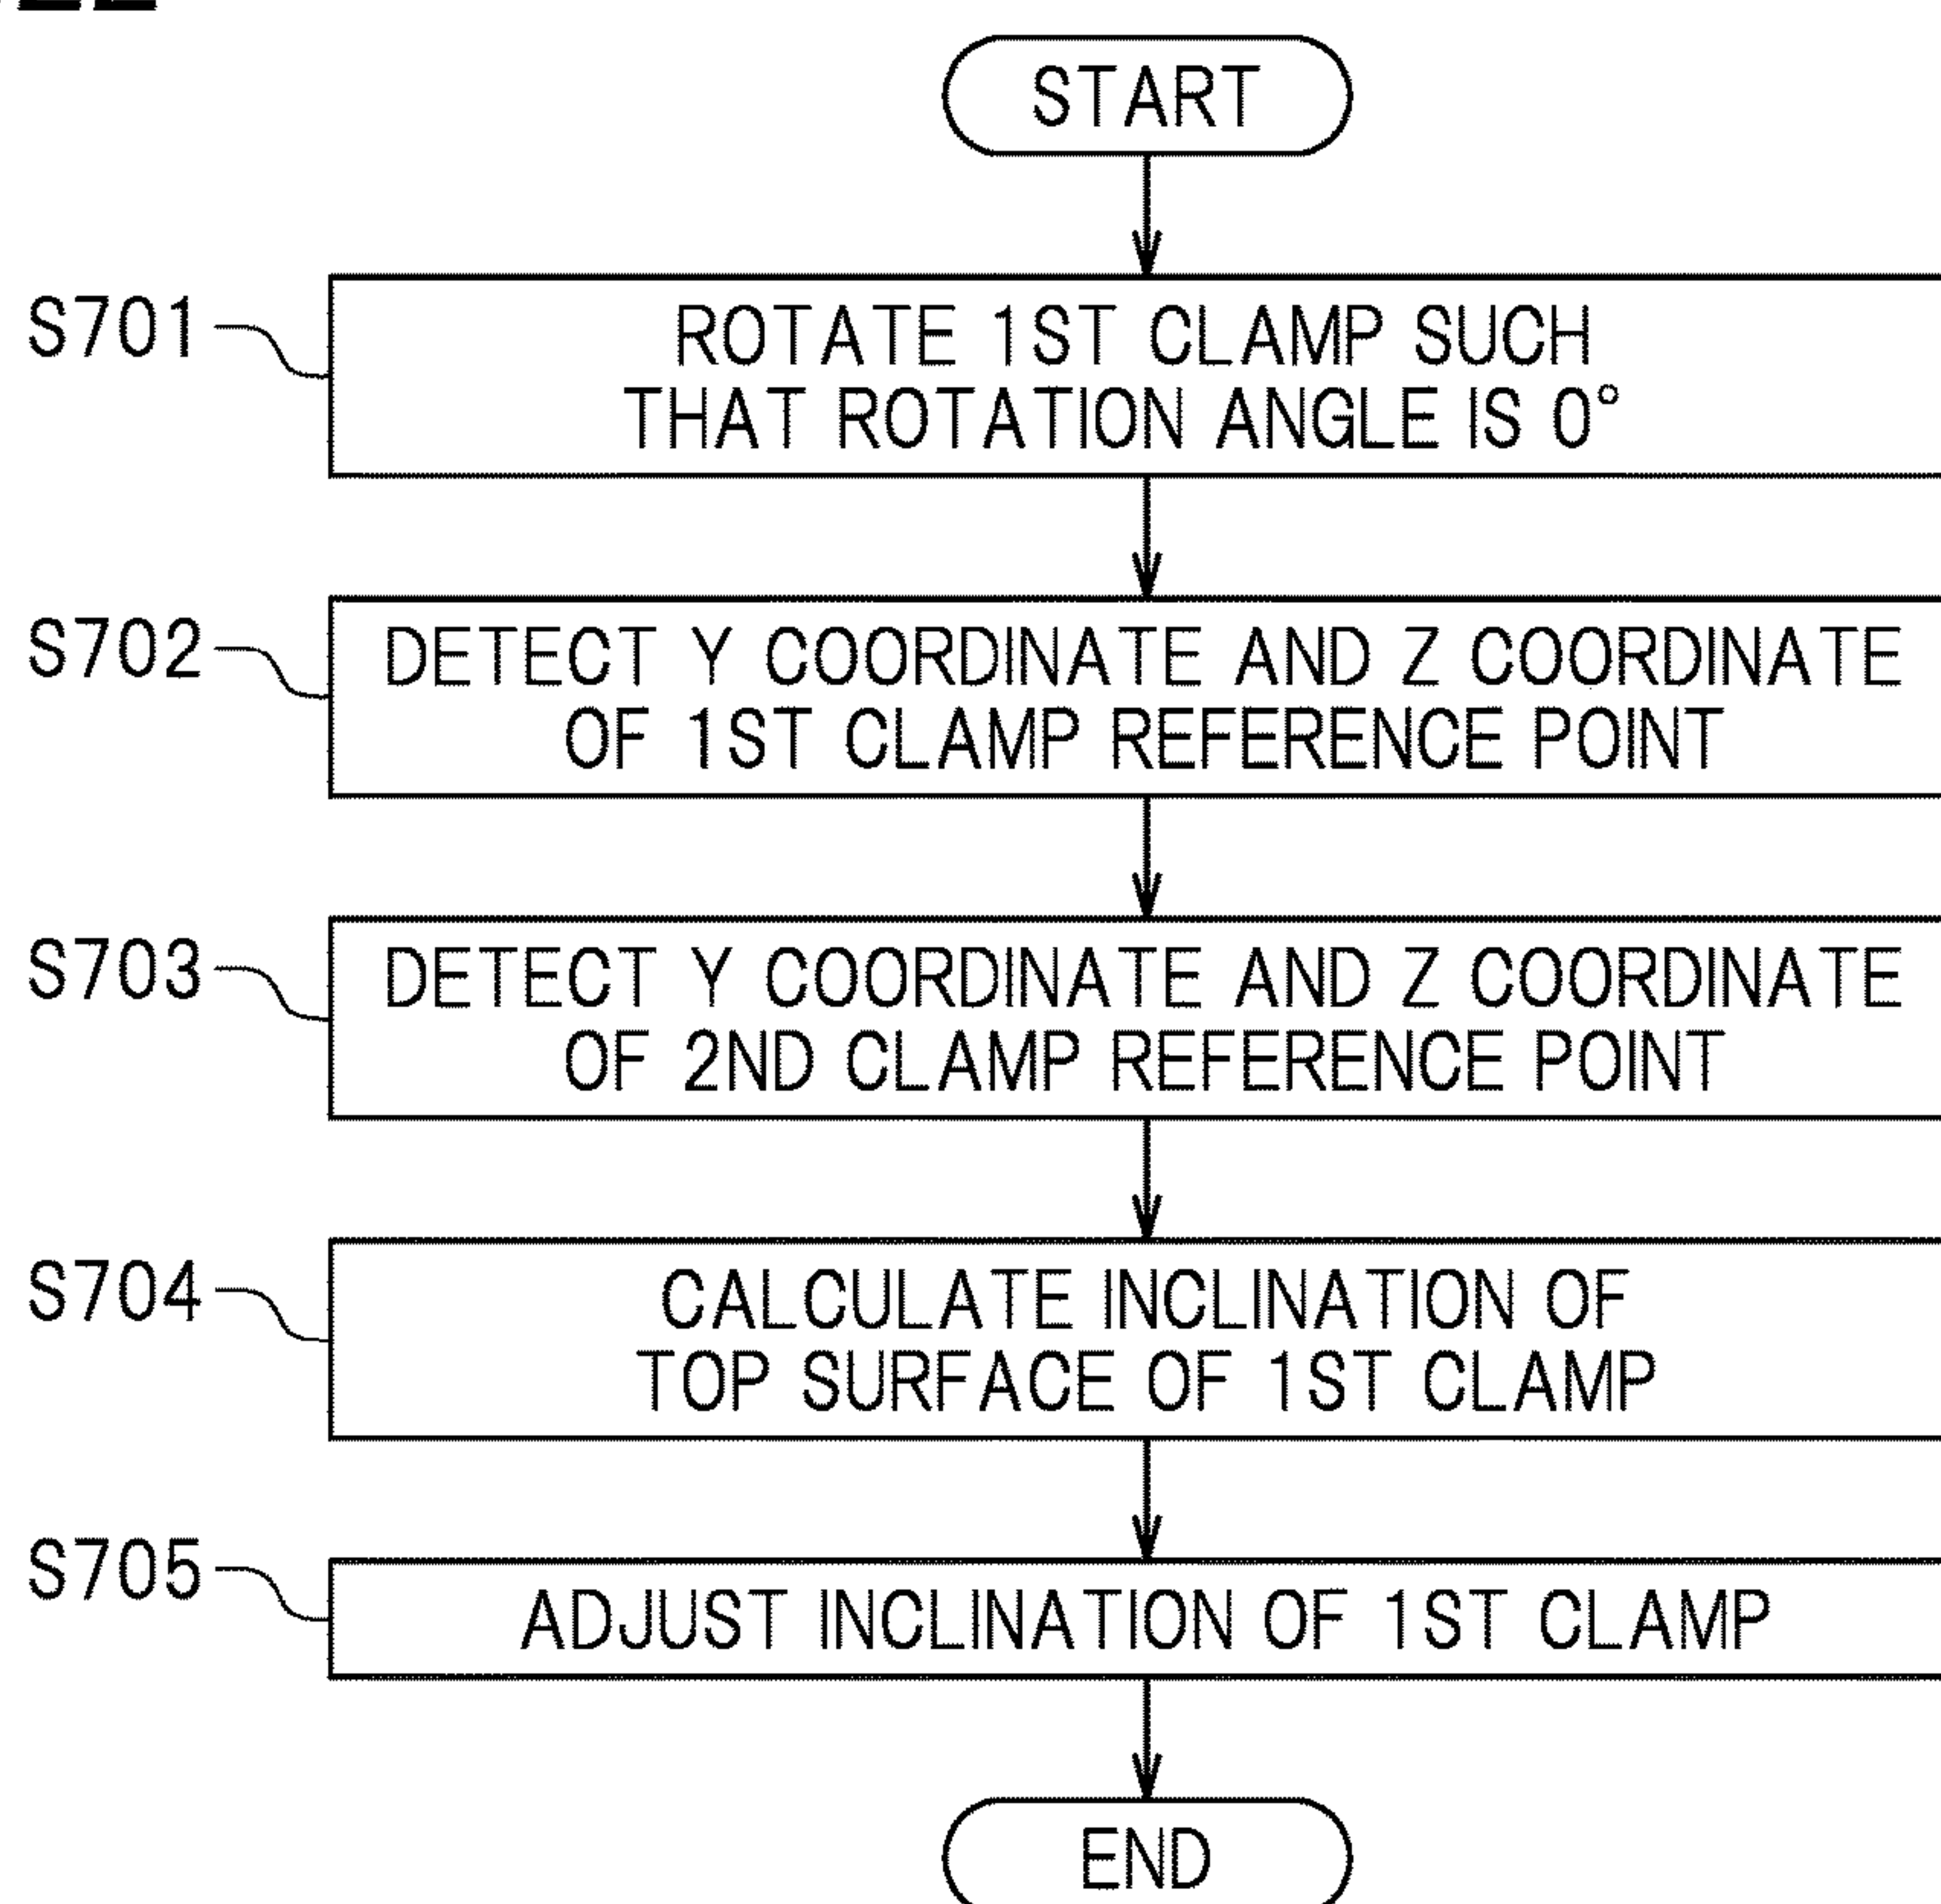 START
S701
ROTATE 1ST CLAMP SUCH
THAT ROTATION ANGLE IS 0°
S702
DETECT Y COORDINATE AND Z COORDINATE
OF 1ST CLAMP REFERENCE POINT
S703
DETECT Y COORDINATE AND Z COORDINATE
OF 2ND CLAMP REFERENCE POINT
S704
CALCULATE INCLINATION OF
TOP SURFACE OF 1ST CLAMP
S705
ADJUST INCLINATION OF 1ST CLAMP
END